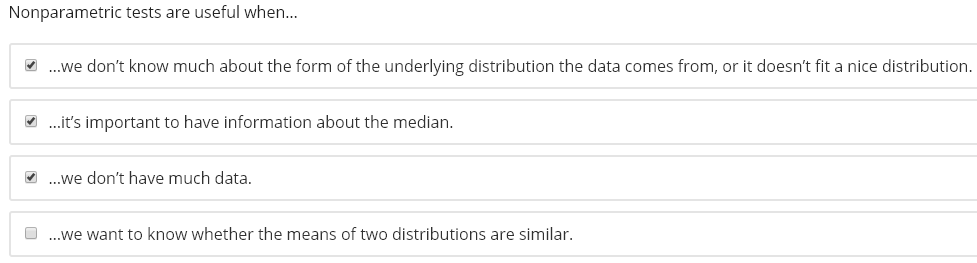 Nonparametric tests are useful when...
...we don’t know much about the form of the underlying distribution the data comes from, or it doesn’t fit a nice distribution.
...it’s important to have information about the median.
...we don’t have much data.
...we want to know whether the means of two distributions are similar.